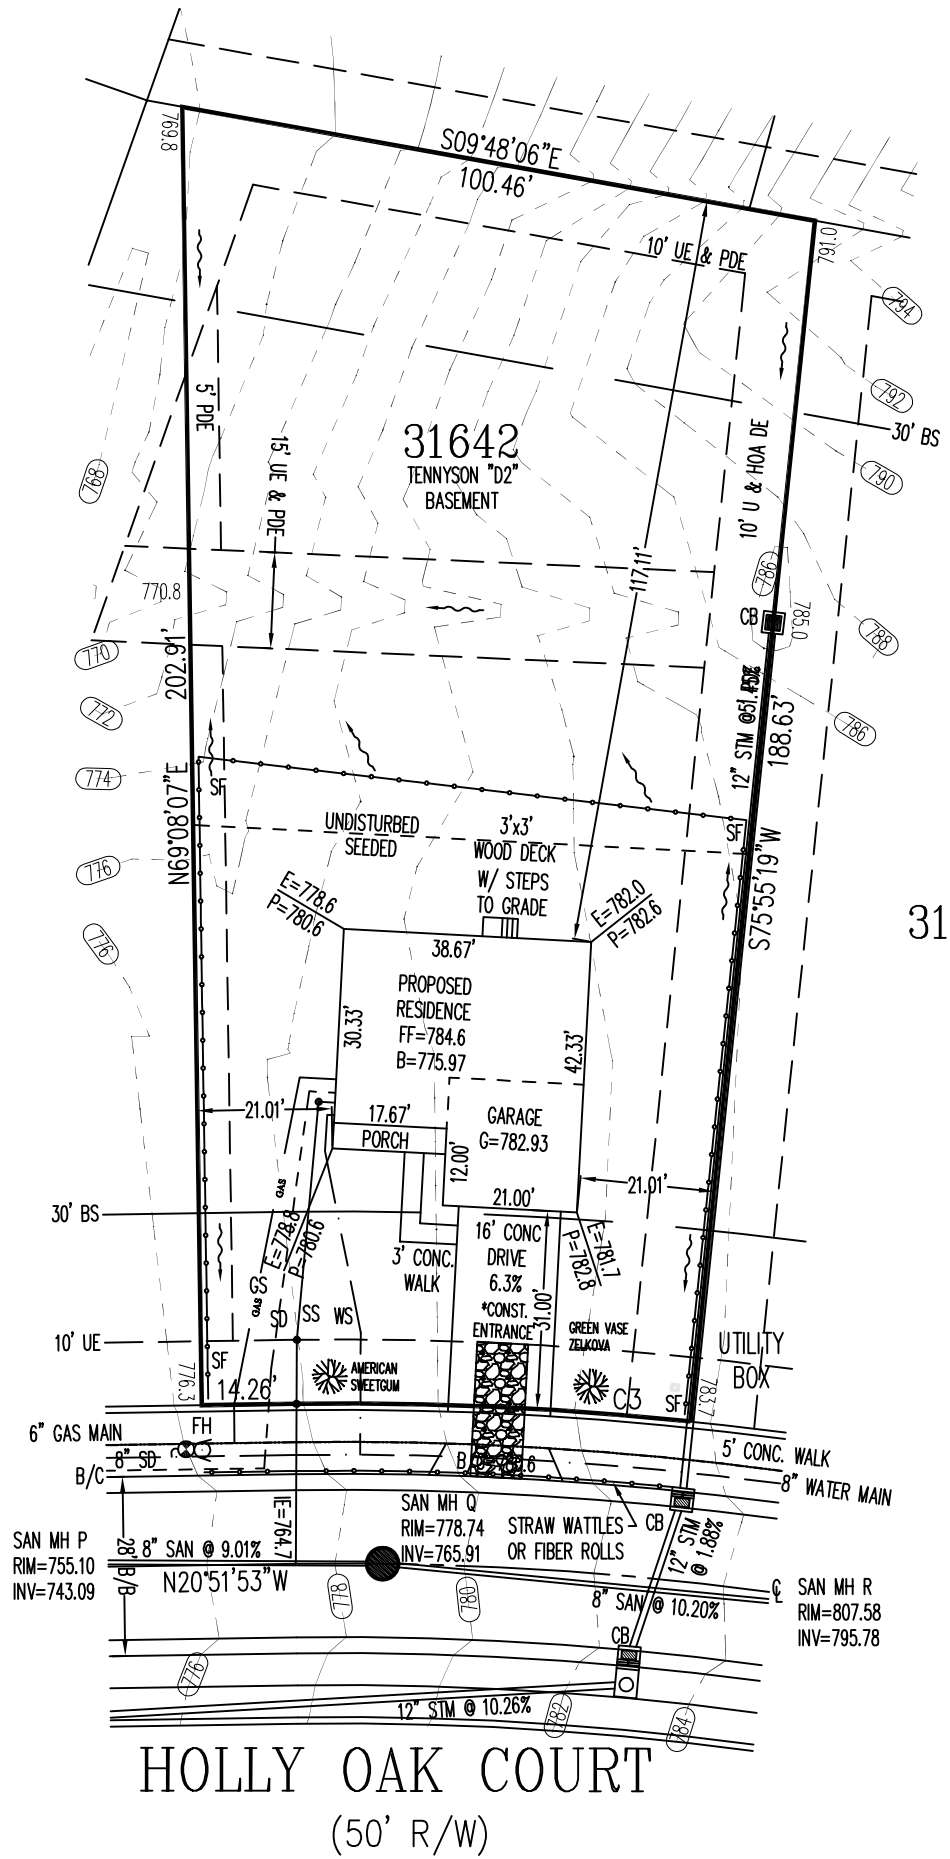 769.8
S09°48'06"E
100.46'
791.0
10' UE & PDE
794
792
30' BS
790
5' PDE
15' UE & PDE
31642
TENNYSON "D2"
BASEMENT
10' U & HOA DE
768
117.11'
786
770.8
CB
785.0
788
770
202.91'
772
786
12" STM
188.63'
774
SF
N69°08'07"E
UNDISTURBED
SEEDED
3'x3'
WOOD DECK
W/ STEPS
TO GRADE
SF
S75°55'19"W
776
E=778.6
P=780.6
E=782.0
P=782.6
31
776
38.67'
PROPOSED
RESIDENCE
FF=784.6
B=775.97
30.33'
42.33'
21.01'
17.67'
PORCH
GARAGE
G=782.93
12.00'
21.00'
21.01'
GAS
30' BS
E=778.8
P=780.6
3' CONC.
WALK
16' CONC
DRIVE
6.3%
*CONST.
ENTRANCE
31.00'
E=781.7
P=782.8
GS
GAS
SD
SS
WS
10' UE
GREEN VASE
ZELKOVA
UTILITY
BOX
SF
AMERICAN
SWEETGUM
776.3
14.26'
C3
SF
783.7
6" GAS MAIN
FH
5' CONC. WALK
8" SD
B/C
8" WATER MAIN
IE=764.7
SAN MH Q
RIM=778.74
INV=765.91
STRAW WATTLES
OR FIBER ROLLS
CB
12" STM
@ 1.88%
SAN MH P
RIM=755.10
INV=743.09
28' B/B
8" SAN @ 9.01%
N20°51'53"W
778
780
8" SAN @ 10.20%
SAN MH R
RIM=807.58
INV=795.78
CB
776
12" STM @ 10.26%
782
784
HOLLY OAK COURT
(50' R/W)